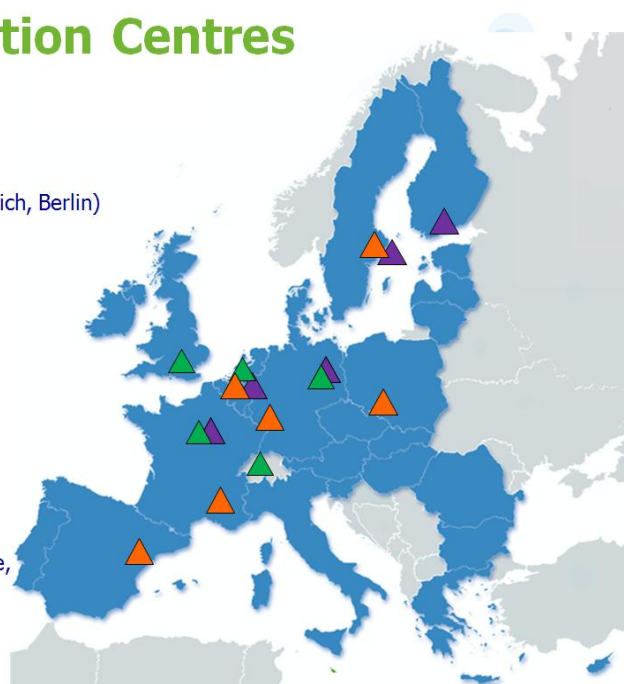 tion Centres
ich, Berlin)
e,